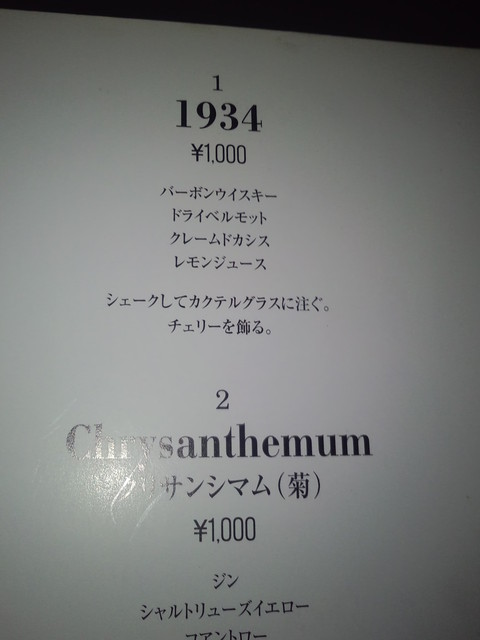 1
1934
¥1,000
バーボンウイスキー
ドライベルモット
クレームドカシス
レモンジュース
シェークしてカクテルグラスに注ぐ。
チェリーを飾る。
2
Chrysanthemum
サンシマム（菊）
¥1,000
ジン
シャルトリューズイエロー
コアントロー